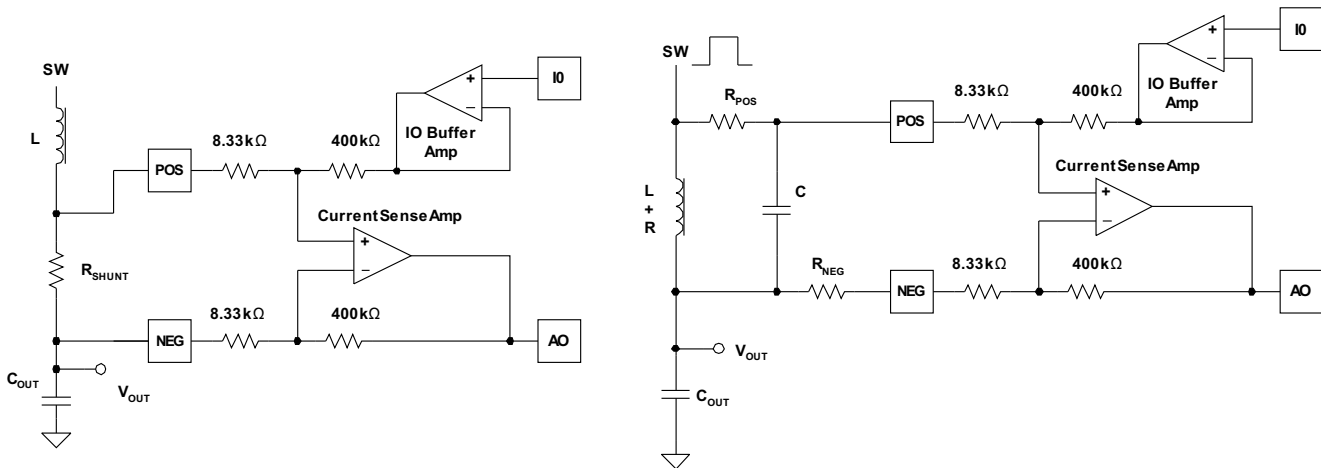 SW
L
8.33kΩ
400kΩ
IO Buffer
Amp
I0
POS
Current Sense Amp
R_SHUNT
8.33kΩ
400kΩ
NEG
AO
C_OUT
V_OUT
SW
R_POS
8.33kΩ
400kΩ
IO Buffer
Amp
I0
POS
Current Sense Amp
L
+
R
C
R_NEG
8.33kΩ
400kΩ
NEG
AO
V_OUT
C_OUT